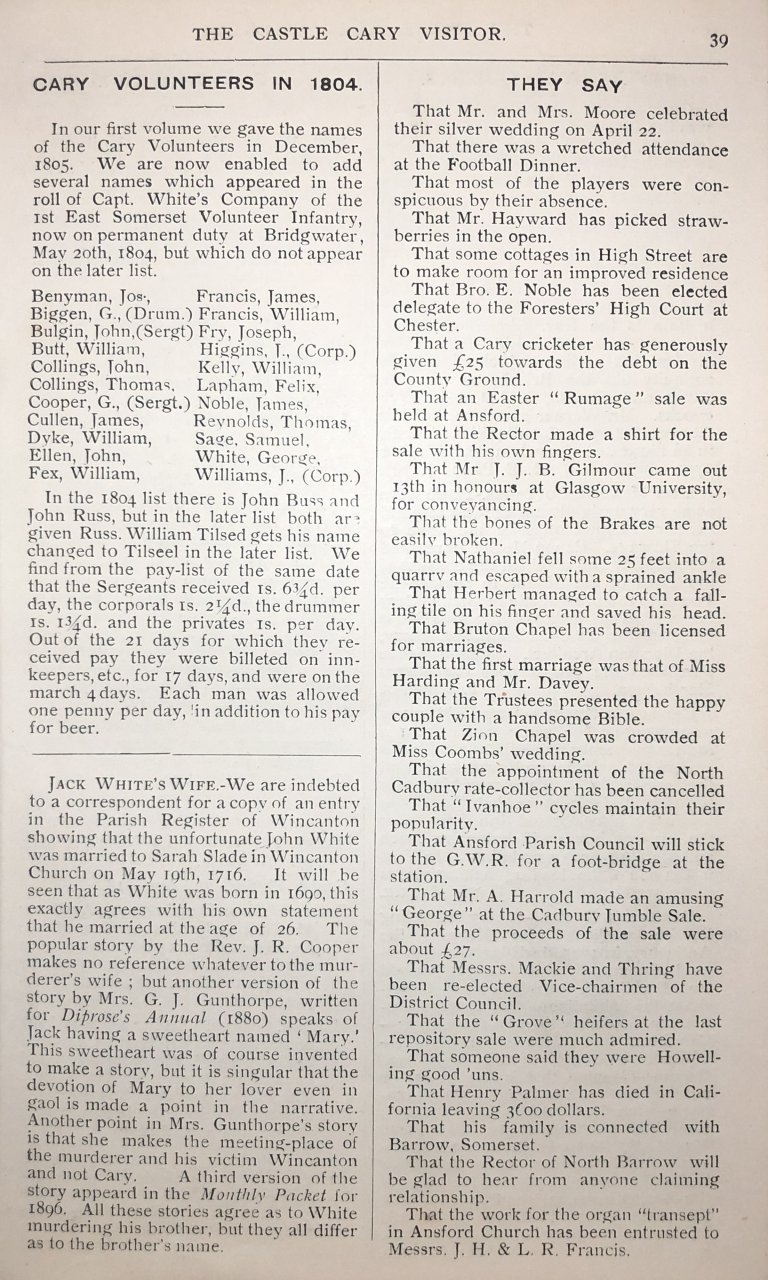 THE CASTLE CARY VISITOR.
39
CARY VOLUNTEERS IN 1804.
In our first volume we gave the names
of the Cary Volunteers in December,
1805. We are now enabled to add
several names which appeared in the
roll of Capt. White's Company of the
1st East Somerset Volunteer Infantry,
now on permanent duty at Bridgwater,
May 20th, 1804, but which do not appear
on the later list.
Benyman, Jos., Francis, James,
Biggen, G., (Drum.) Francis, William,
Bulgin, John, (Sergt) Fry, Joseph,
Butt, William, Higgins, J., (Corp.)
Collings, John, Kelly, William,
Collings, Thomas, Lapham, Felix,
Cooper, G., (Sergt.) Noble, James,
Cullen, James, Reynolds, Thomas,
Dyke, William, Sage, Samuel,
Ellen, John, White, George,
Fex, William, Williams, J., (Corp.)
In the 1804 list there is John Buss and
John Russ, but in the later list both are
given Russ. William Tilsed gets his name
changed to Tilseel in the later list. We
find from the pay-list of the same date
that the Sergeants received 1s. 6¾d. per
day, the corporals 1s. 2¼d., the drummer
1s. 1¾d. and the privates 1s. per day.
Out of the 21 days for which they re-
ceived pay they were billeted on inn-
keepers, etc., for 17 days, and were on the
march 4 days. Each man was allowed
one penny per day, in addition to his pay
for beer.
JACK WHITE'S WIFE.-We are indebted
to a correspondent for a copy of an entry
in the Parish Register of Wincanton
showing that the unfortunate John White
was married to Sarah Slade in Wincanton
Church on May 19th, 1716. It will be
seen that as White was born in 1690, this
exactly agrees with his own statement
that he married at the age of 26. The
popular story by the Rev. J. R. Cooper
makes no reference whatever to the mur-
derer's wife ; but another version of the
story by Mrs. G. J. Gunthorpe, written
for Diprose's Annual (1880) speaks of
Jack having a sweetheart named ' Mary.'
This sweetheart was of course invented
to make a story, but it is singular that the
devotion of Mary to her lover even in
gaol is made a point in the narrative.
Another point in Mrs. Gunthorpe's story
is that she makes the meeting-place of
the murderer and his victim Wincanton
and not Cary. A third version of the
story appeard in the Monthly Packet for
1896. All these stories agree as to White
murdering his brother, but they all differ
as to the brother's name.
THEY SAY
That Mr. and Mrs. Moore celebrated
their silver wedding on April 22.
That there was a wretched attendance
at the Football Dinner.
That most of the players were con-
spicuous by their absence.
That Mr. Hayward has picked straw-
berries in the open.
That some cottages in High Street are
to make room for an improved residence
That Bro. E. Noble has been elected
delegate to the Foresters' High Court at
Chester.
That a Cary cricketer has generously
given £25 towards the debt on the
County Ground.
That an Easter " Rumage " sale was
held at Ansford.
That the Rector made a shirt for the
sale with his own fingers.
That Mr J. J. B. Gilmour came out
13th in honours at Glasgow University,
for conveyancing.
That the bones of the Brakes are not
easily broken.
That Nathaniel fell some 25 feet into a
quarry and escaped with a sprained ankle
That Herbert managed to catch a fall-
ing tile on his finger and saved his head.
That Bruton Chapel has been licensed
for marriages.
That the first marriage was that of Miss
Harding and Mr. Davey.
That the Trustees presented the happy
couple with a handsome Bible.
That Zion Chapel was crowded at
Miss Coombs' wedding.
That the appointment of the North
Cadbury rate-collector has been cancelled
That " Ivanhoe " cycles maintain their
popularity.
That Ansford Parish Council will stick
to the G.W.R. for a foot-bridge at the
station.
That Mr. A. Harrold made an amusing
" George " at the Cadbury Jumble Sale.
That the proceeds of the sale were
about £27.
That Messrs. Mackie and Thring have
been re-elected Vice-chairmen of the
District Council.
That the " Grove " heifers at the last
repository sale were much admired.
That someone said they were Howell-
ing good 'uns.
That Henry Palmer has died in Cali-
fornia leaving dollars.
That his family is connected with
Barrow, Somerset.
That the Rector of North Barrow will
be glad to hear from anyone claiming
relationship.
That the work for the organ "transept"
in Ansford Church has been entrusted to
Messrs. J. H. & L. R. Francis.